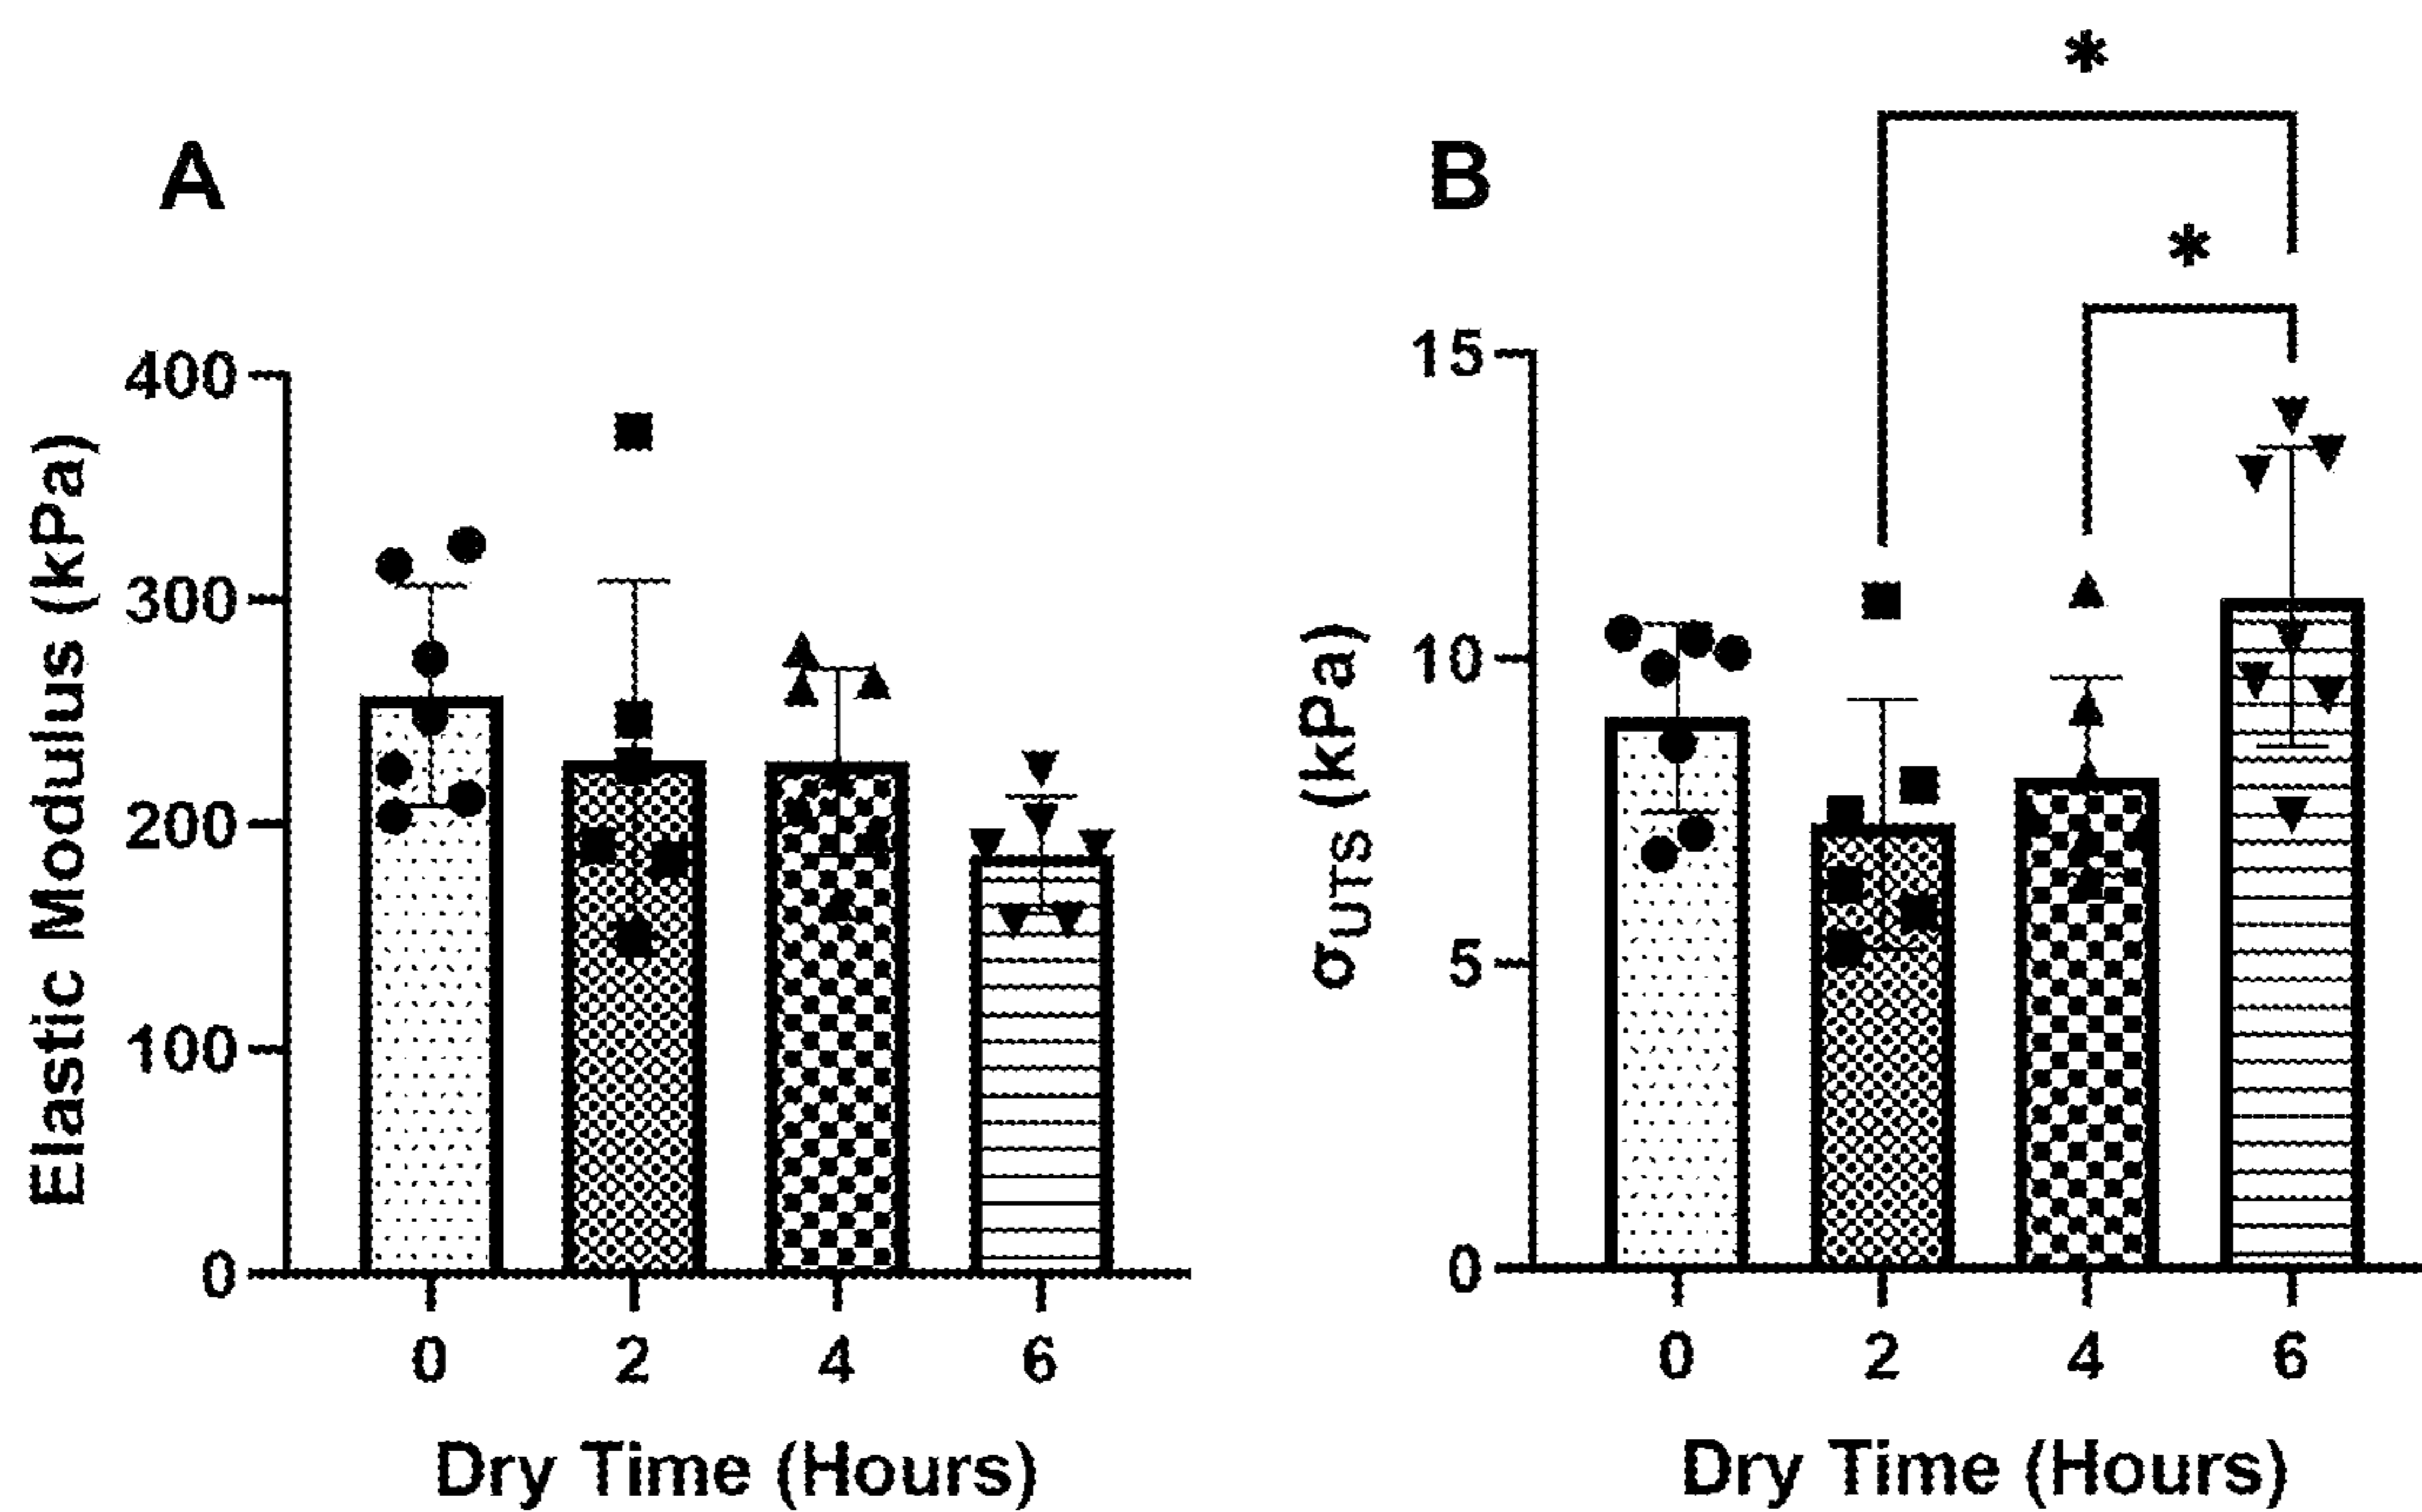 A
Elastic Modulus (kPa)
400
300
200
100
0
0 2 4 6
Dry Time (Hours)
B
* 
*
σUTS (kPa)
15
10
5
0
0 2 4 6
Dry Time (Hours)